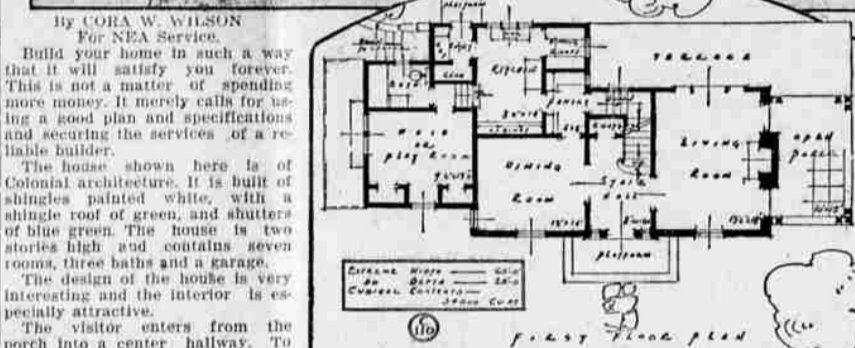 By CORA W. WILSON
For NEA Service.
Build your home in such a way
that it will satisfy you forever.
This is not a matter of spending
more money. It merely calls for us-
ing a good plan and specifications
and securing the services of a re-
liable builder.
The house shown here is of
Colonial architecture. It is built of
shingles painted white, with a
shingle roof of green, and shutters
of blue green. The house is two
stories high and contains seven
rooms, three baths and a garage.
The design of the house is very
interesting and the interior is es-
pecially attractive.
The visitor enters from the
porch into a center hallway. To
Platform
Kitchen
Terrace
Pantry
Bath
Maid
or
Play Room
Dining
Room
Stair
Hall
Living
Room
Open
Porch
Platform
Extreme Width
Do Depth
Cubical Contents
First Floor Plan